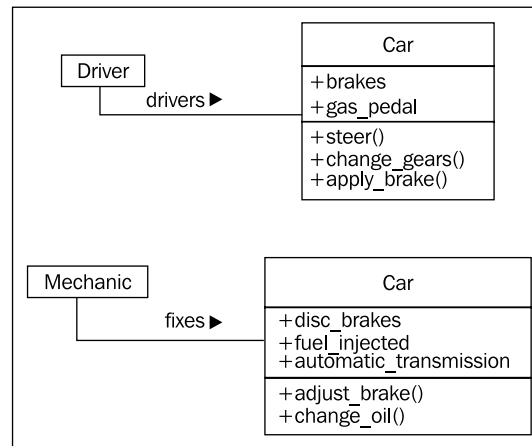 Driver
drivers ▶
Car
+brakes
+gas_pedal
+steer()
+change_gears()
+apply_brake()
Mechanic
fixes ▶
Car
+disc_brakes
+fuel_injected
+automatic_transmission
+adjust_brake()
+change_oil()